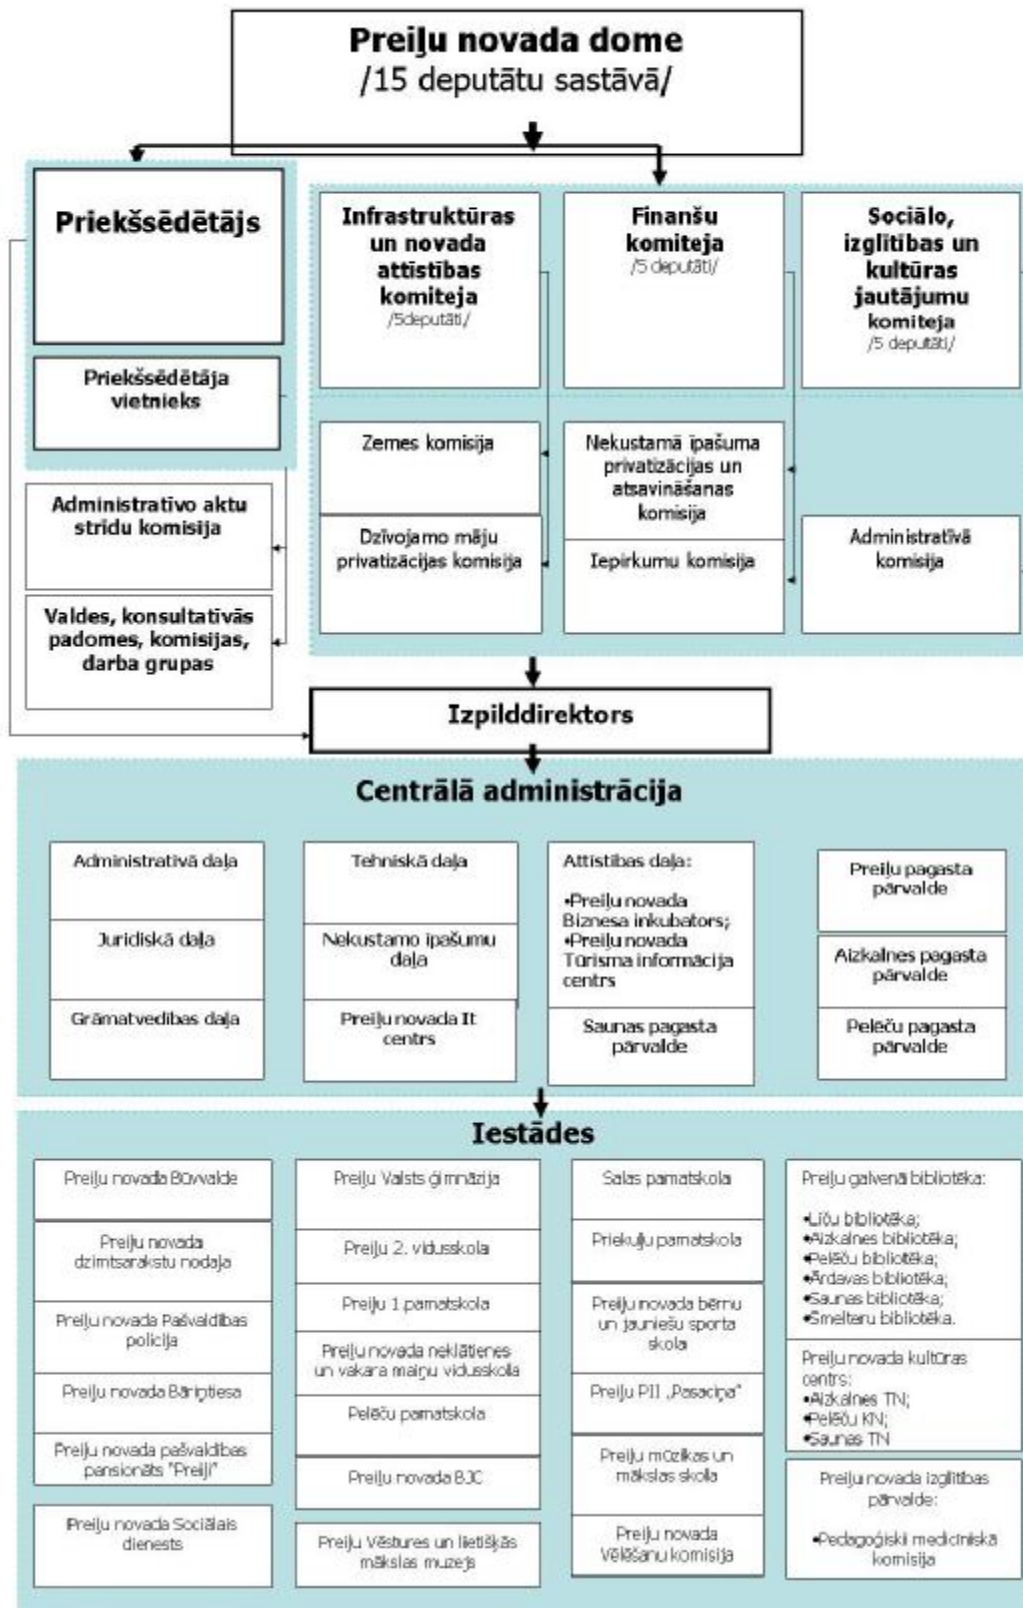 Preiļu novada dome
/15 deputātu sastāvā/
Priekšsēdētājs
Priekšsēdētāja
vietnieks
Administratīvo aktu
strīdu komisija
Valdes, konsultatīvās
padomes, komisijas,
darba grupas
Infrastruktūras
un novada
attīstības
komiteja
/5deputāti/
Finanšu
komiteja
/5 deputāti/
Sociālo,
izglītības un
kultūras
jautājumu
komiteja
/5 deputāti/
Zemes komisija
Dzīvojamo māju
privatizācijas komisija
Nekustamā īpašuma
privatizācijas un
atsavināšanas
komisija
Iepirkumu komisija
Administratīvā
komisija
Izpilddirektors
Centrālā administrācija
Administratīvā daļa
Juridiskā daļa
Grāmatvedības daļa
Tehniskā daļa
Nekustamo īpašumu
daļa
Preiļu novada It
centrs
Attīstības daļa:
•Preiļu novada
Biznesa inkubators;
•Preiļu novada
Tūrisma informācija
centrs
Saunas pagasta
pārvalde
Preiļu pagasta
pārvalde
Aizkalnes pagasta
pārvalde
Pelēču pagasta
pārvalde
Iestādes
Preiļu novada Būvvalde
Preiļu novada
dzimtsarakstu nodaļa
Preiļu novada Pašvaldības
policija
Preiļu novada Bāriņtiesa
Preiļu novada pašvaldības
pansionāts "Preiļi"
Preiļu novada Sociālais
dienests
Preiļu Valsts ģimnāzija
Preiļu 2. vidusskola
Preiļu 1.pamatskola
Preiļu novada neklātienes
un vakara maiņu vidusskola
Pelēču pamatskola
Preiļu novada BJC
Preiļu Vēstures un lietišķās
mākslas muzejs
Salas pamatskola
Priekuļu pamatskola
Preiļu novada bērnu
un jauniešu sporta
skola
Preiļu PII „Pasaciņa"
Preiļu mūzikas un
mākslas skola
Preiļu novada
Vēlēšanu komisija
Preiļu galvenā bibliotēka:
•Līču bibliotēka;
•Aizkalnes bibliotēka;
•Pelēču bibliotēka;
•Ārdavas bibliotēka;
•Saunas bibliotēka;
•Smelteru bibliotēka.
Preiļu novada kultūras
centrs:
•Aizkalnes TN;
•Pelēču KN;
•Saunas TN
Preiļu novada izglītības
pārvalde:
•Pedagoģiski medicīniskā
komisija